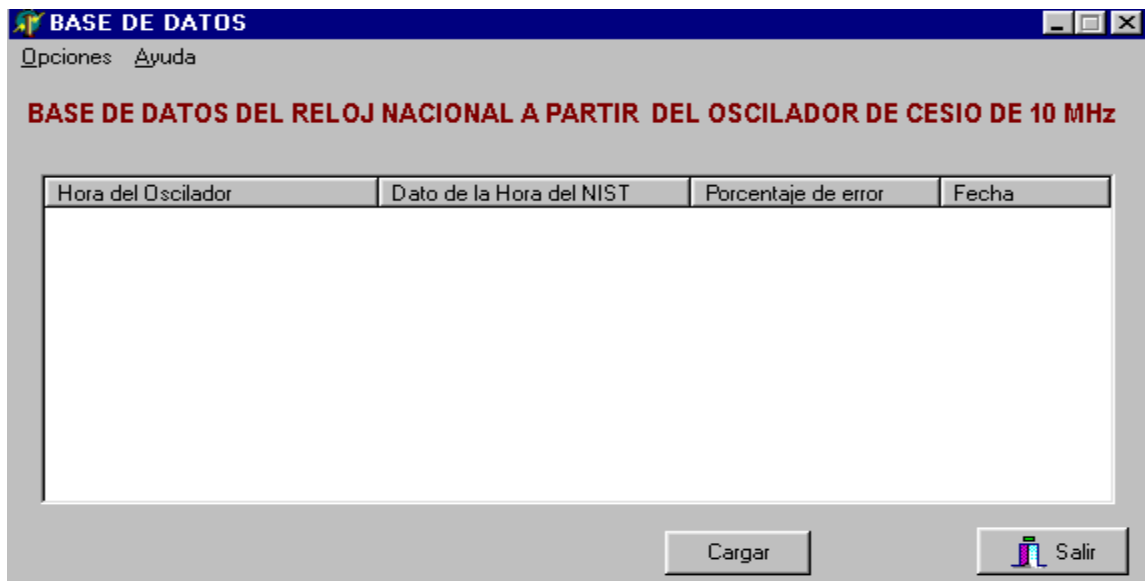 BASE DE DATOS
Opciones Ayuda
BASE DE DATOS DEL RELOJ NACIONAL A PARTIR DEL OSCILADOR DE CESIO DE 10 MHz
Hora del Oscilador Dato de la Hora del NIST Porcentaje de error Fecha
Cargar Salir